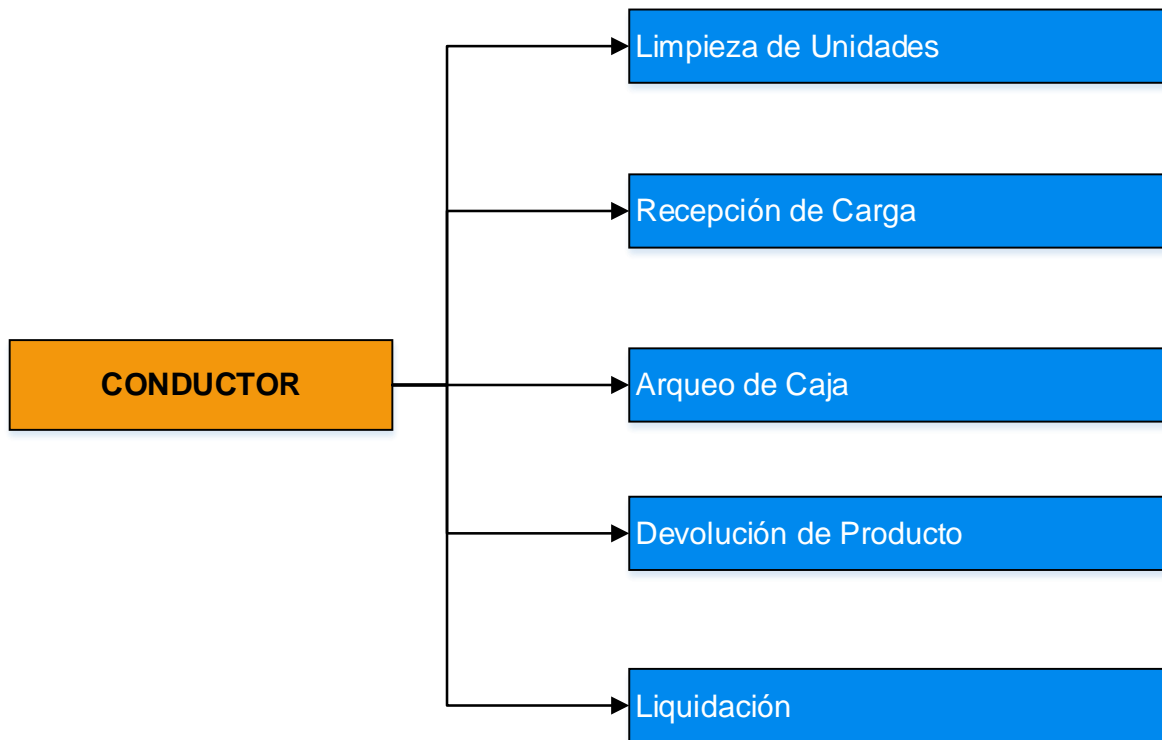 Limpieza de Unidades
Recepción de Carga
CONDUCTOR
Arqueo de Caja
Devolución de Producto
Liquidación